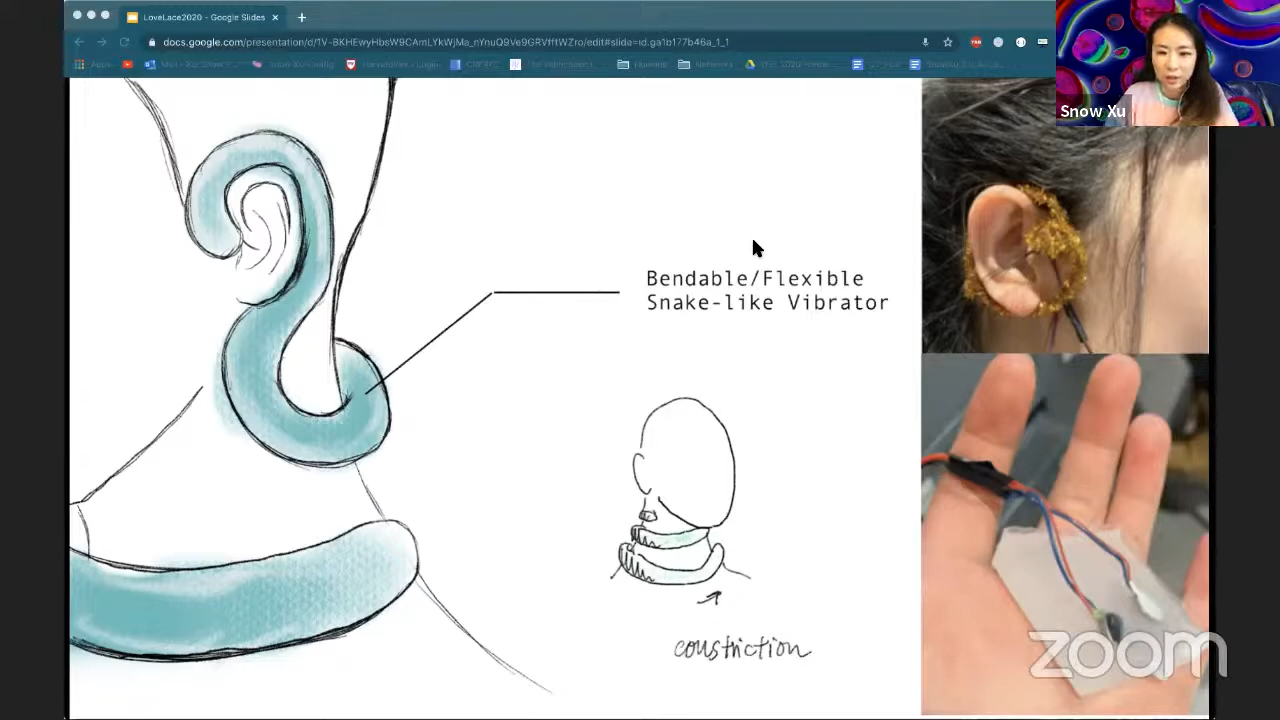 LoveLace2020 - Google Slides
docs.google.com/presentation/d/1V-BKHEwyHbsW9CAmLYkWjMa_nYnuQ9Ve9GRVfftWZro/edit#slide=id.ga1b177b46a_1_1
Apps
Snow Xu
Bendable/Flexible
Snake-like Vibrator
constriction
zoom